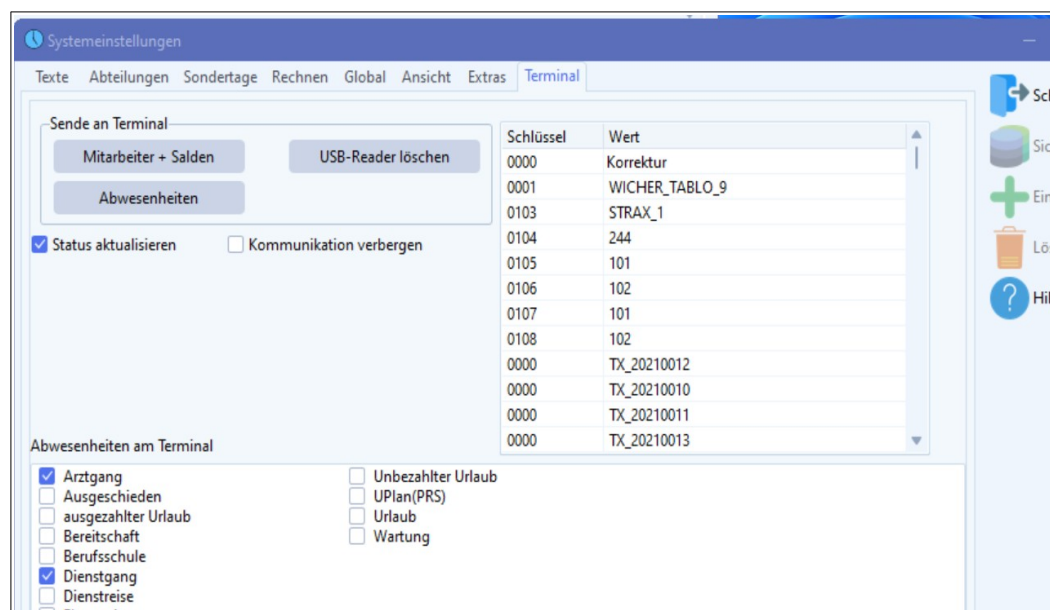 Systemeinstellungen
Texte Abteilungen Sondertage Rechnen Global Ansicht Extras Terminal
Sende an Terminal
Mitarbeiter + Salden USB-Reader löschen
Abwesenheiten
Status aktualisieren Kommunikation verbergen
Schlüssel Wert
0000 Korrektur
0001 WICHER_TABLO_9
0103 STRAX_1
0104 244
0105 101
0106 102
0107 101
0108 102
0000 TX_20210012
0000 TX_20210010
0000 TX_20210011
0000 TX_20210013
Abwesenheiten am Terminal
Arztgang
Ausgeschieden
ausgezahlter Urlaub
Bereitschaft
Berufsschule
Dienstgang
Dienstreise
Unbezahlter Urlaub
UPlan(PRS)
Urlaub
Wartung